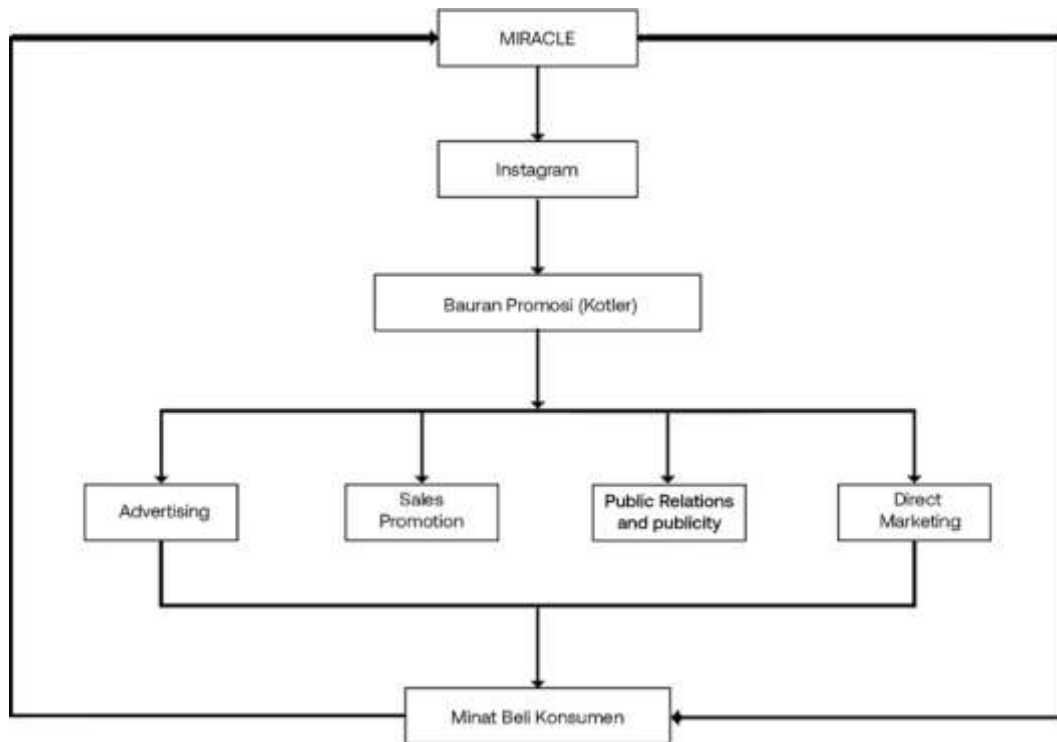 MIRACLE
Instagram
Bauran Promosi (Kotler)
Advertising
Sales
Promotion
Public Relations
and publicity
Direct
Marketing
Minat Beli Konsumen